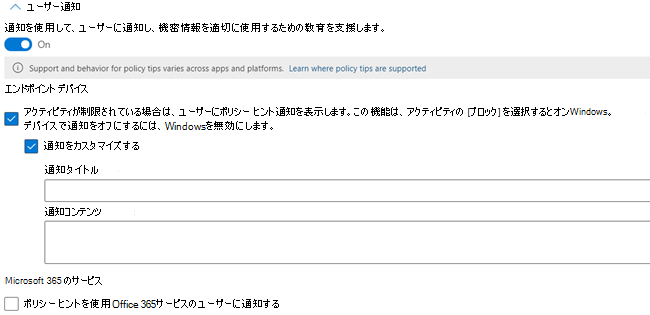 ユーザー通知
通知を使用して、ユーザーに通知し、機密情報を適切に使用するための教育を支援します。
On
Support and behavior for policy tips varies across apps and platforms. Learn where policy tips are supported
エンドポイント デバイス
アクティビティが制限されている場合は、ユーザーにポリシー ヒント通知を表示します。この機能は、アクティビティの [ブロック] を選択するとオンWindows。
デバイスで通知をオフにするには、Windowsを無効にします。
通知をカスタマイズする
通知タイトル
通知コンテンツ
Microsoft 365 のサービス
ポリシーヒントを使用Office 365サービスのユーザーに通知する